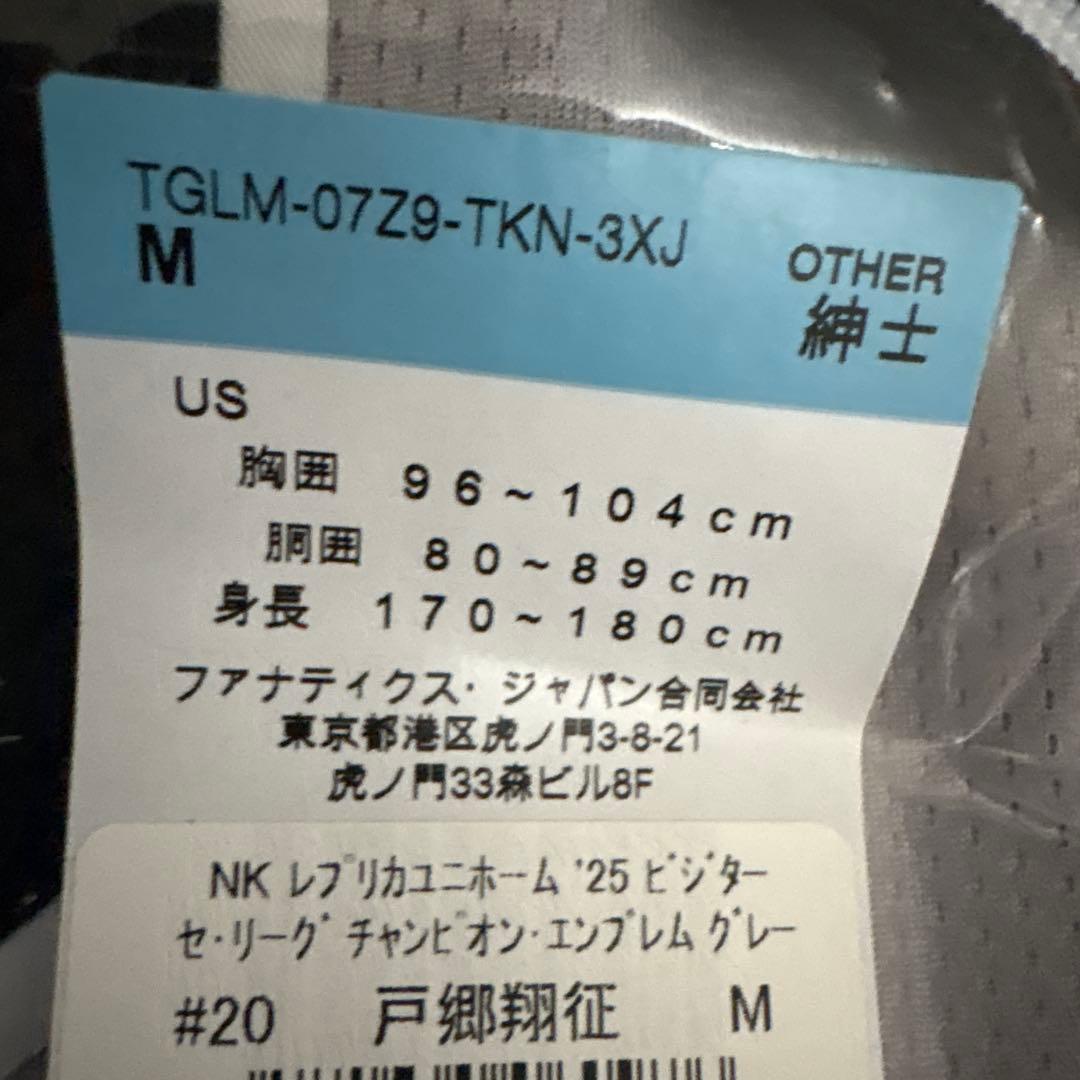 TGLM-07Z9-TKN-3XJ
M
OTHER
紳士
US
胸囲 96~104cm
胴囲 80~89cm
身長 170~180cm
ファナティクス・ジャパン合同会社
東京都港区虎ノ門3-8-21
虎ノ門33森ビル8F
NK レプリカユニホーム '25 ビジター
セ・リーグ チャンピオン・エンブレム グレー
#20 戸郷翔征 M